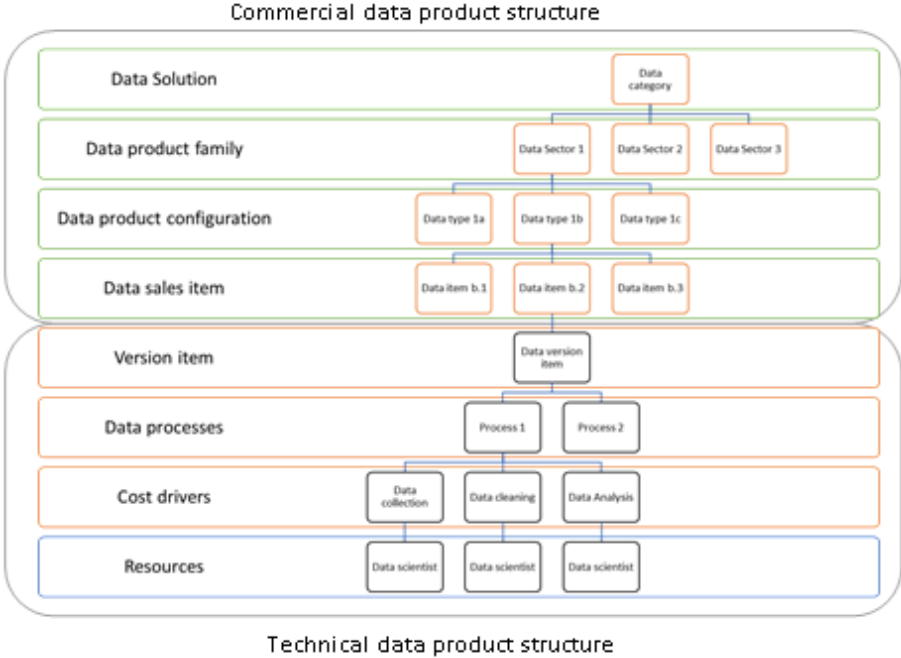 Commercial data product structure
Data Solution
Data
category
Data product family
Data Sector 1
Data Sector 2
Data Sector 3
Data product configuration
Data type 1a
Data type 1b
Data type 1c
Data sales item
Data item b.1
Data item b.2
Data item b.3
Version item
Data version
item
Data processes
Process 1
Process 2
Cost drivers
Data
collection
Data cleaning
Data Analysis
Resources
Data scientist
Data scientist
Data scientist
Technical data product structure